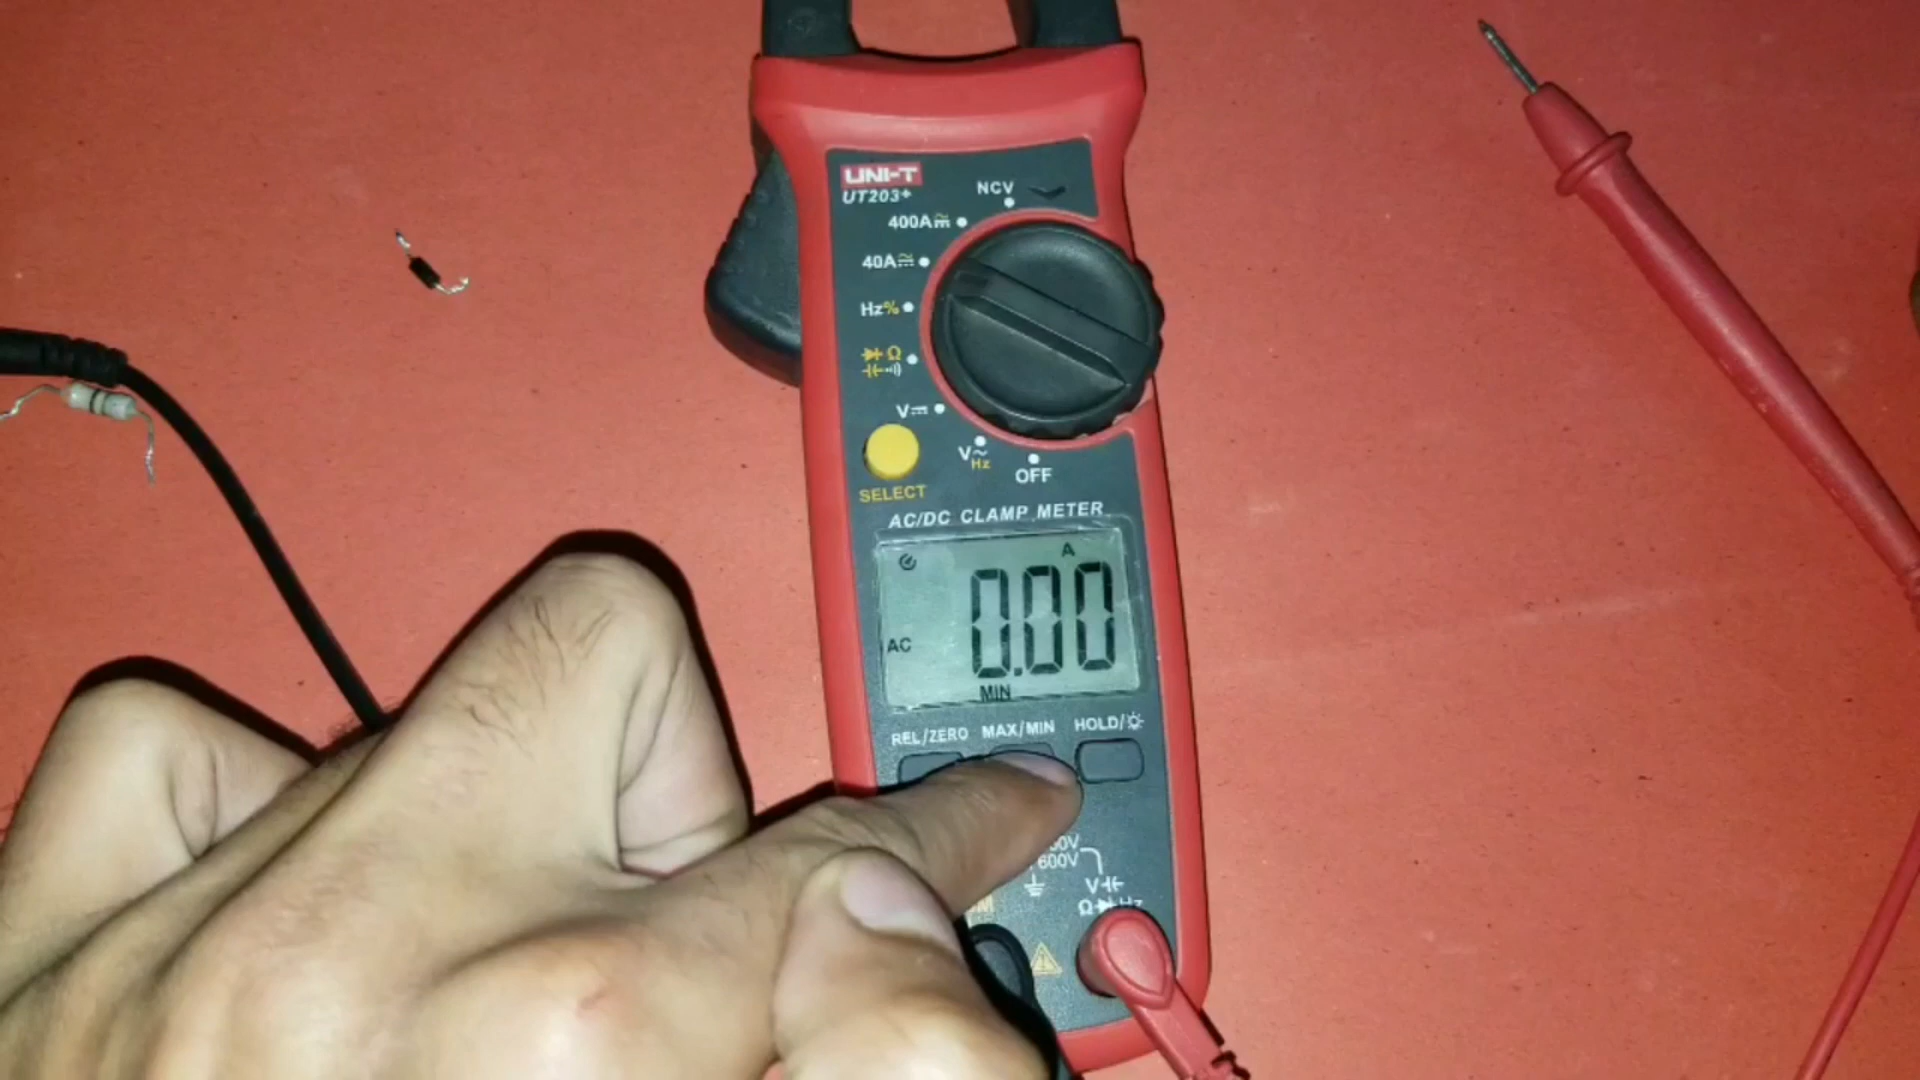 UNI-T
UT203+
NCV
400A
40A
Hz%
Ω
V
V Hz
OFF
SELECT
AC/DC CLAMP METER
A
0.00
AC
MIN
REL/ZERO MAX/MIN HOLD/
600V
V
Ω Hz